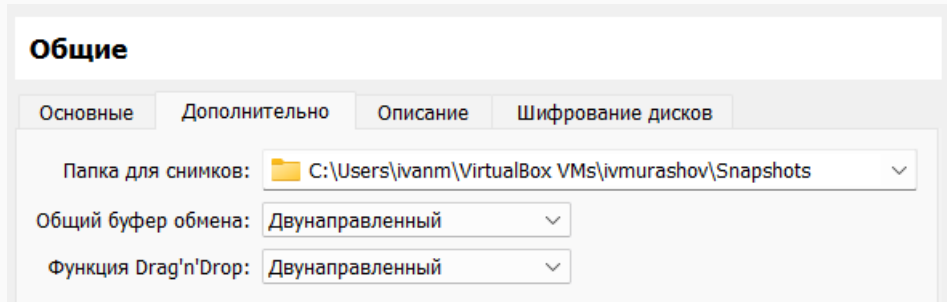 Общие
Основные Дополнительно Описание Шифрование дисков
Папка для снимков: C:\Users\ivanm\VirtualBox VMs\ivmurashov\Snapshots
Общий буфер обмена: Двунаправленный
Функция Drag'n'Drop: Двунаправленный